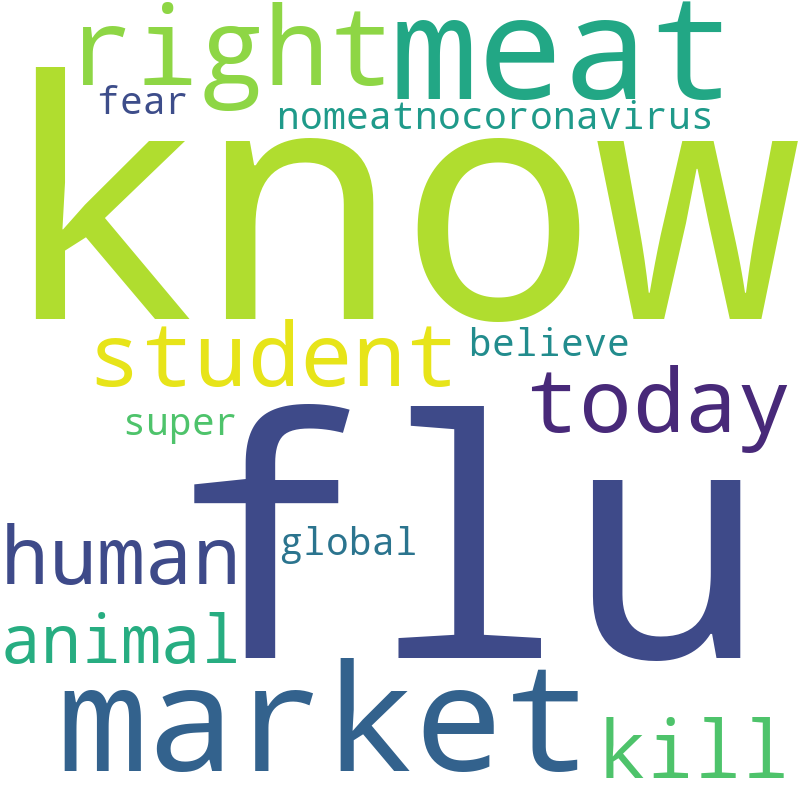 right meat
fear
nomeatnocoronavirus
know
student
believe
today
super
flu
human
global
animal
market
kill